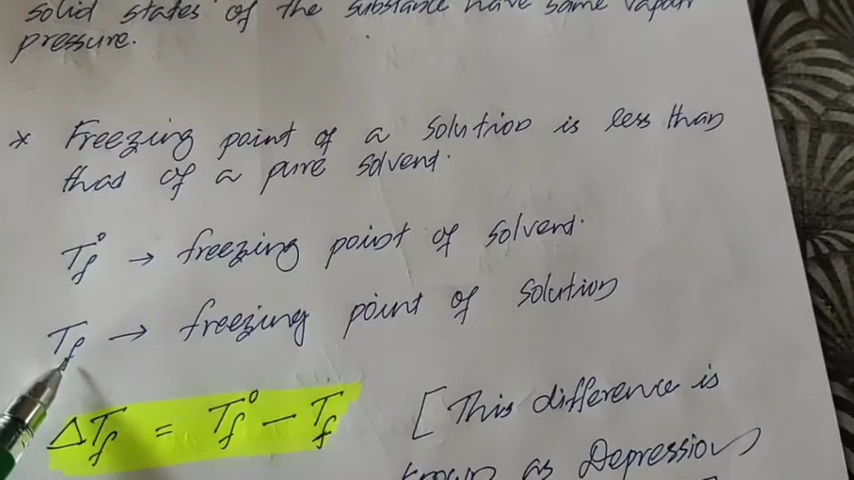 solid states of the substance have same vapour
pressure.
* Freezing point of a solution is less than
that of a pure solvent.
Tf° → freezing point of solvent.
Tf → freezing point of solution
ΔTf = Tf° − Tf
[This difference is
known as Depression